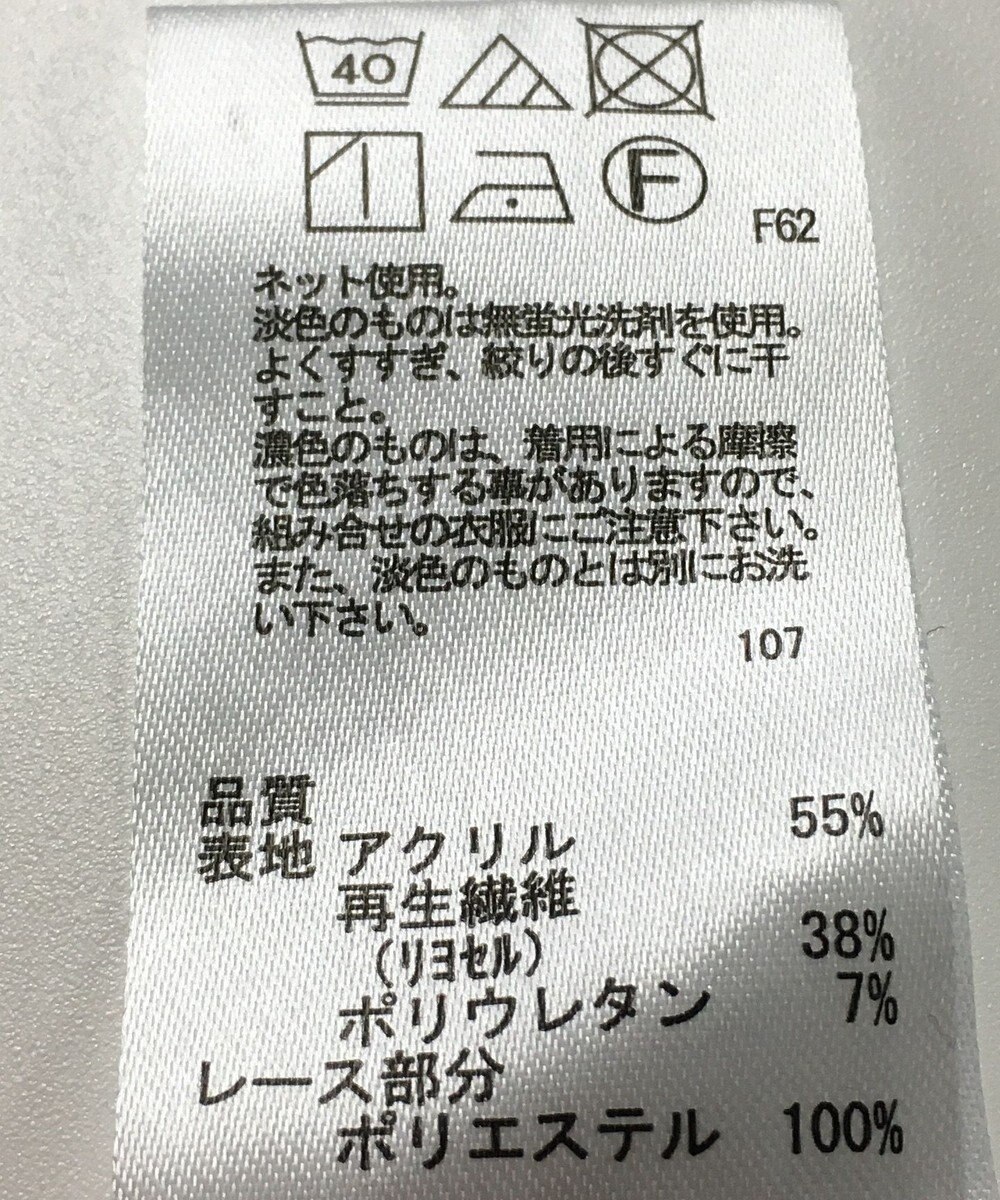 40
F
F62
ネット使用。
淡色のものは無蛍光洗剤を使用。
よくすすぎ、絞りの後すぐに干
すこと。
濃色のものは、着用による摩擦
で色落ちする事がありますので、
組み合せの衣服にご注意下さい。
また、淡色のものとは別にお洗
い下さい。
107
品質
表地 アクリル 55%
再生繊維
(リヨセル) 38%
ポリウレタン 7%
レース部分
ポリエステル 100%